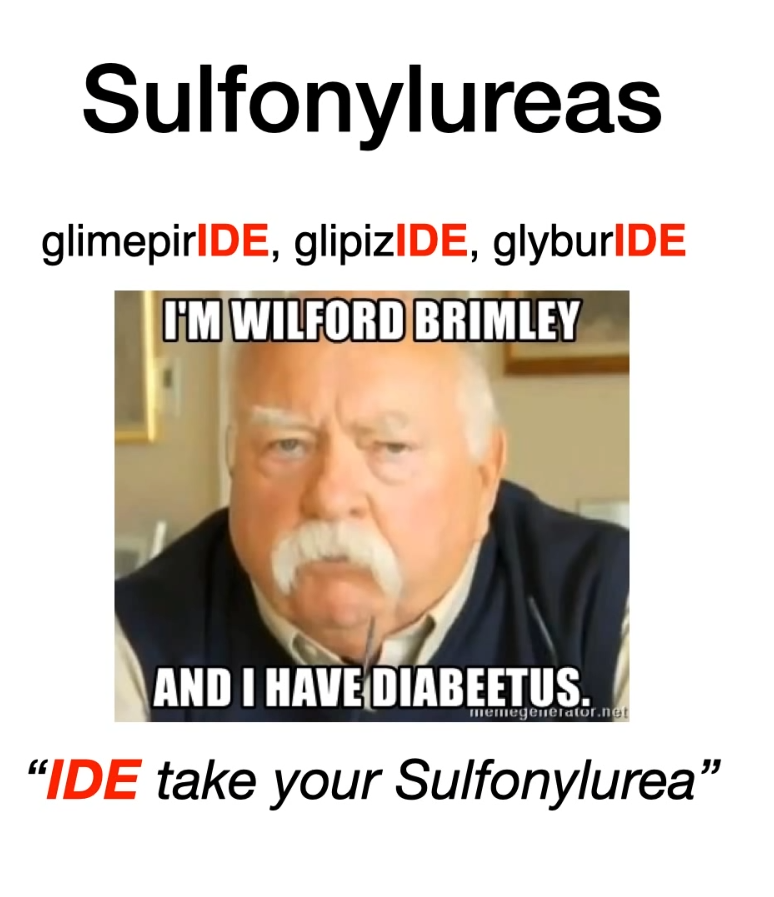 Sulfonylureas
glimepirIDE, glipizIDE, glyburIDE
I'M WILFORD BRIMLEY
AND I HAVE DIABEETUS.
memegenerator.net
“IDE take your Sulfonylurea”